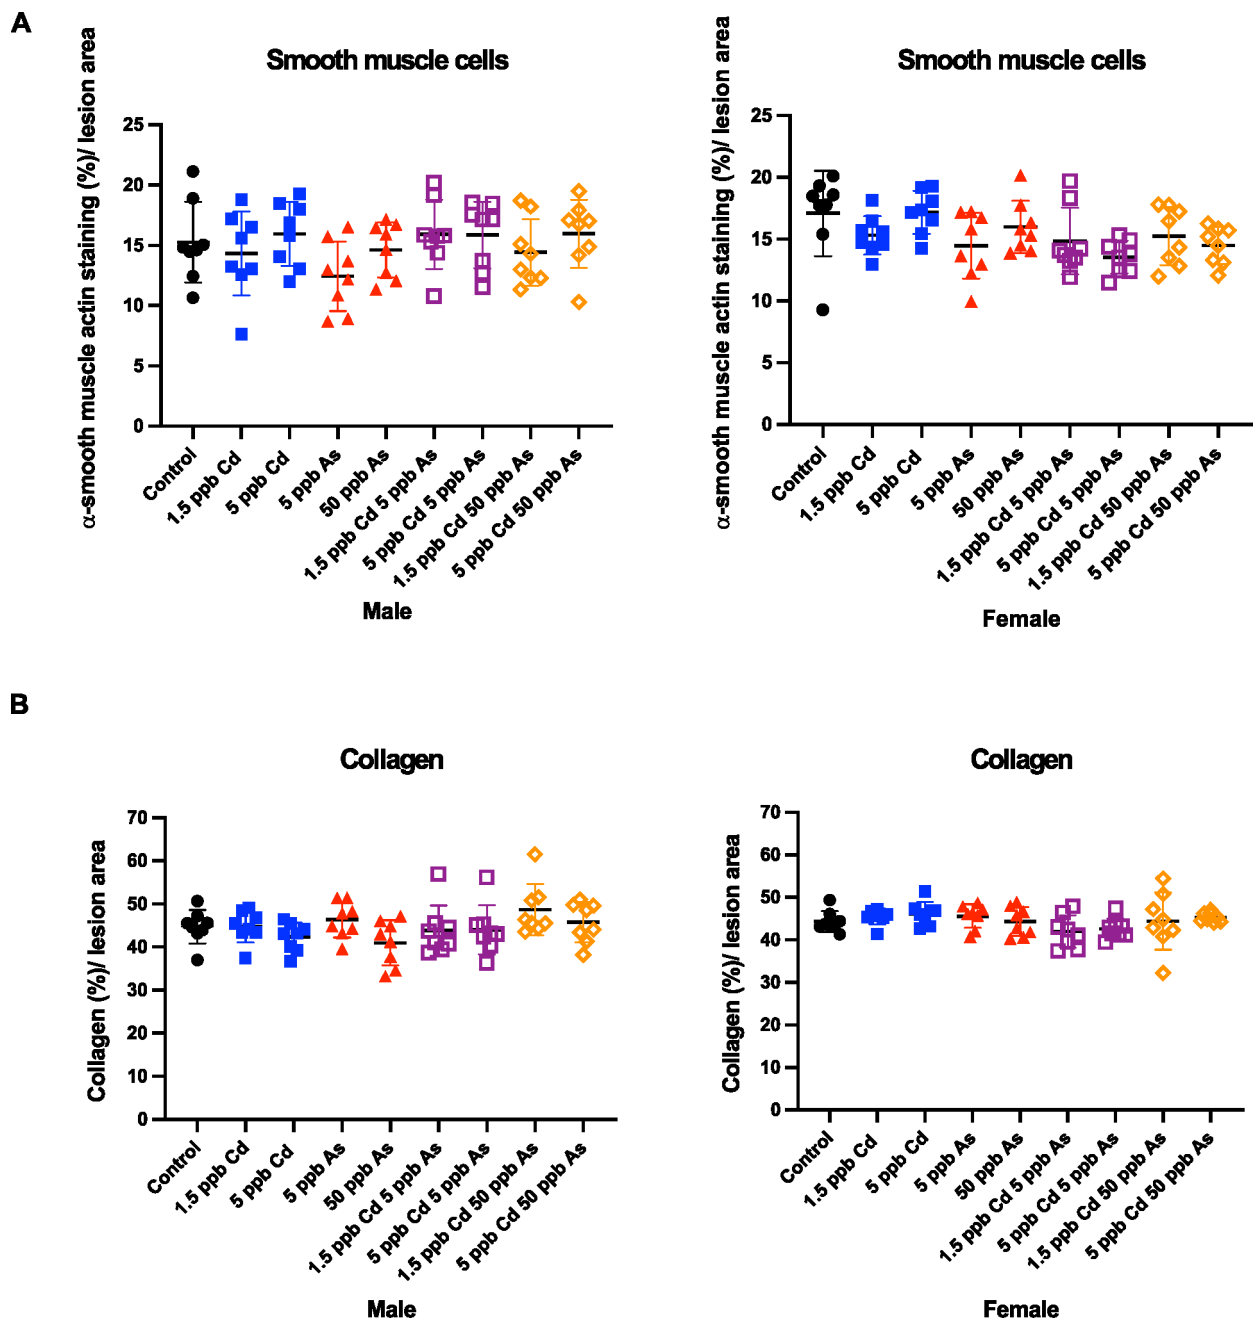 A
Smooth muscle cells
α-smooth muscle actin staining (%)/ lesion area
25
20
15
10
5
0
Control
1.5 ppb Cd
5 ppb Cd
5 ppb As
50 ppb As
1.5 ppb Cd 5 ppb As
5 ppb Cd 5 ppb As
1.5 ppb Cd 50 ppb As
5 ppb Cd 50 ppb As
Male
Smooth muscle cells
α-smooth muscle actin staining (%)/ lesion area
25
20
15
10
5
0
Control
1.5 ppb Cd
5 ppb Cd
5 ppb As
50 ppb As
1.5 ppb Cd 5 ppb As
5 ppb Cd 5 ppb As
1.5 ppb Cd 50 ppb As
5 ppb Cd 50 ppb As
Female
B
Collagen
Collagen (%)/ lesion area
70
60
50
40
30
20
10
0
Control
1.5 ppb Cd
5 ppb Cd
5 ppb As
50 ppb As
1.5 ppb Cd 5 ppb As
5 ppb Cd 5 ppb As
1.5 ppb Cd 50 ppb As
5 ppb Cd 50 ppb As
Male
Collagen
Collagen (%)/ lesion area
70
60
50
40
30
20
10
0
Control
1.5 ppb Cd
5 ppb Cd
5 ppb As
50 ppb As
1.5 ppb Cd 5 ppb As
5 ppb Cd 5 ppb As
1.5 ppb Cd 50 ppb As
5 ppb Cd 50 ppb As
Female